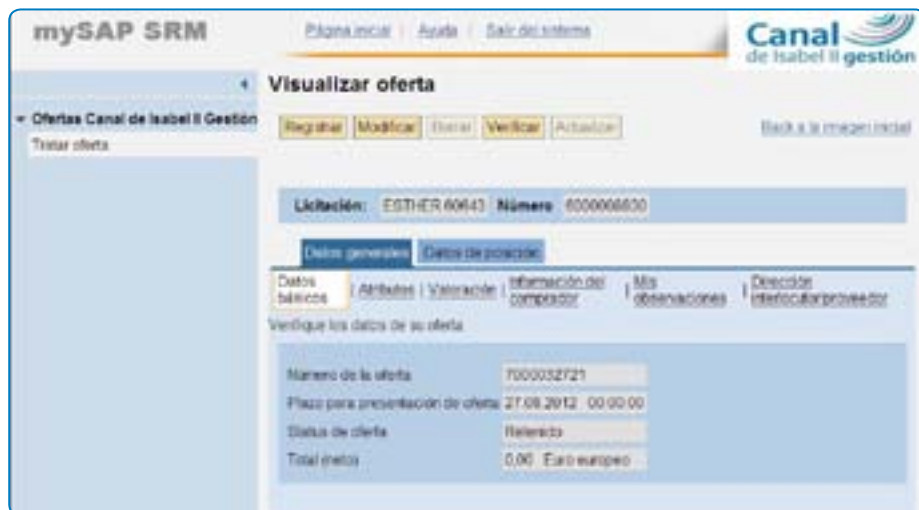 mySAP SRM
Página inicial | Ayuda | Salir del sistema
Canal
de Isabel II gestión
Visualizar oferta
Ofertas Canal de Isabel II Gestión
Tratar oferta
Registrar Modificar Borrar Verificar Actualizar
Back a la imagen inicial
Licitación: ESTHER 60643 Número 6000008830
Datos generales Datos de posición
Datos básicos | Atributos | Valoración | Información del comprador | Mis observaciones | Dirección interlocutor/proveedor
Verifique los datos de su oferta
Número de la oferta 7000032721
Plazo para presentación de oferta 27.08.2012 00:00:00
Status de oferta Retenido
Total (neto) 0,00 Euro europeo